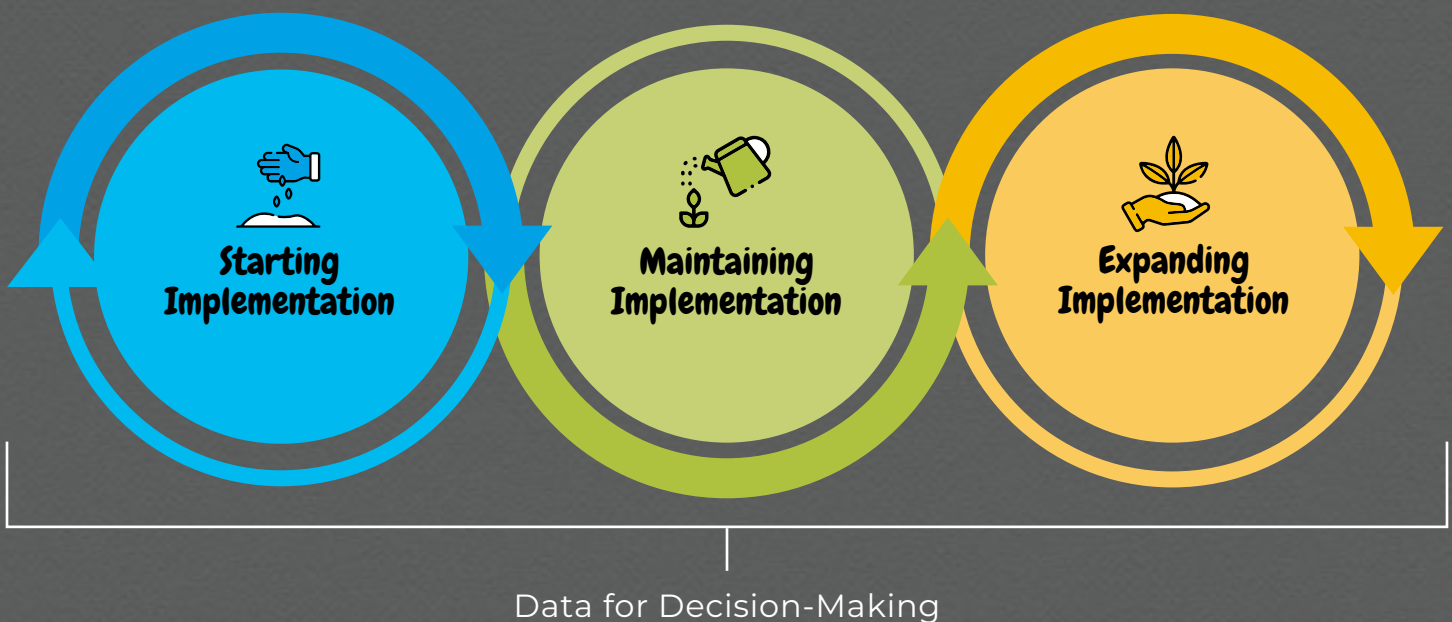 Starting
Implementation
Maintaining
Implementation
Expanding
Implementation
Data for Decision-Making